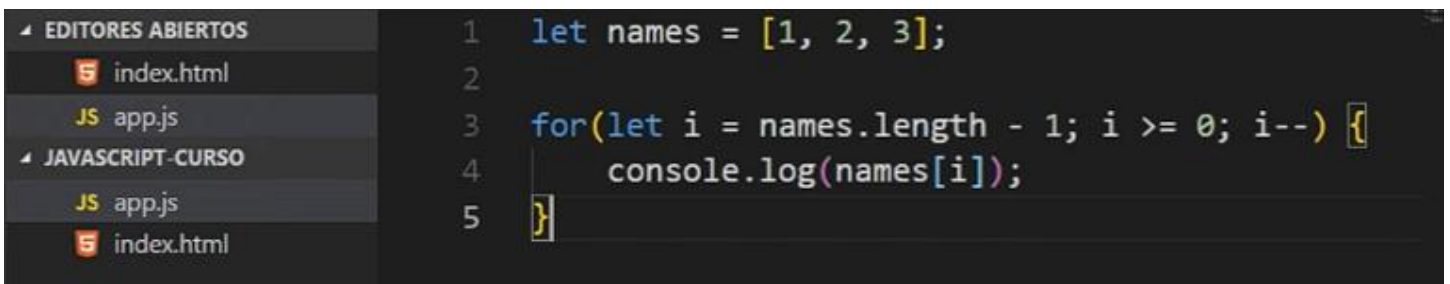 EDITORES ABIERTOS
index.html
JS app.js
JAVASCRIPT-CURSO
JS app.js
index.html
1 let names = [1, 2, 3];
2
3 for(let i = names.length - 1; i >= 0; i--) {
4 console.log(names[i]);
5 }